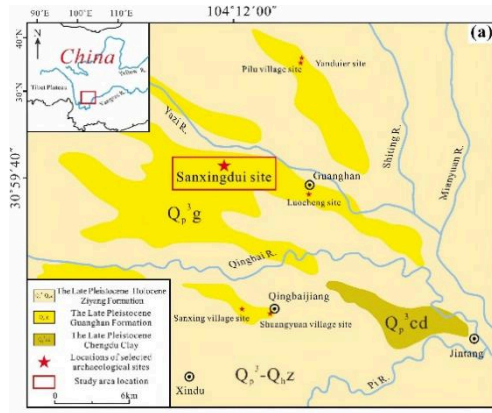 104°12′00″
(a)
100°E
110°E
N
China
Yellow R.
Tibet Plateau
Yangtze R.
40°N
30°N
30°59′40″
Pilu village site
Yanduier site
Yazi R.
Shiting R.
Mianyuan R.
Sanxingdui site
Guanghan
Luocheng site
Qp³g
Qingbai R.
Qingbaijiang
Sanxing village site
Shuangyuan village site
Qp³cd
Jintang
Pi R.
Xindu
Qp³-Qhz
The Late Pleistocene-Holocene
Ziyang Formation
The Late Pleistocene
Guanghan Formation
The Late Pleistocene
Chengdu Clay
Locations of selected
archaeological sites
Study area location
0
6km